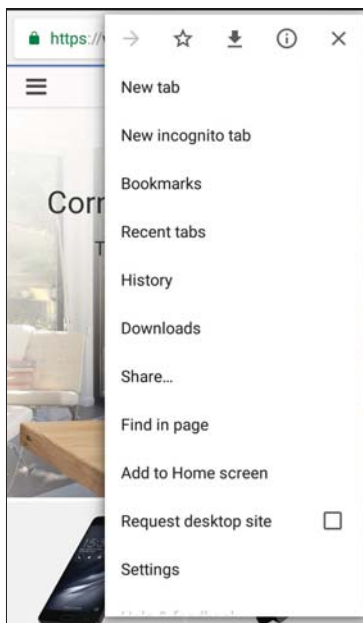 https://
New tab
New incognito tab
Bookmarks
Corr
Recent tabs
T
History
Downloads
Share...
Find in page
Add to Home screen
Request desktop site
Settings